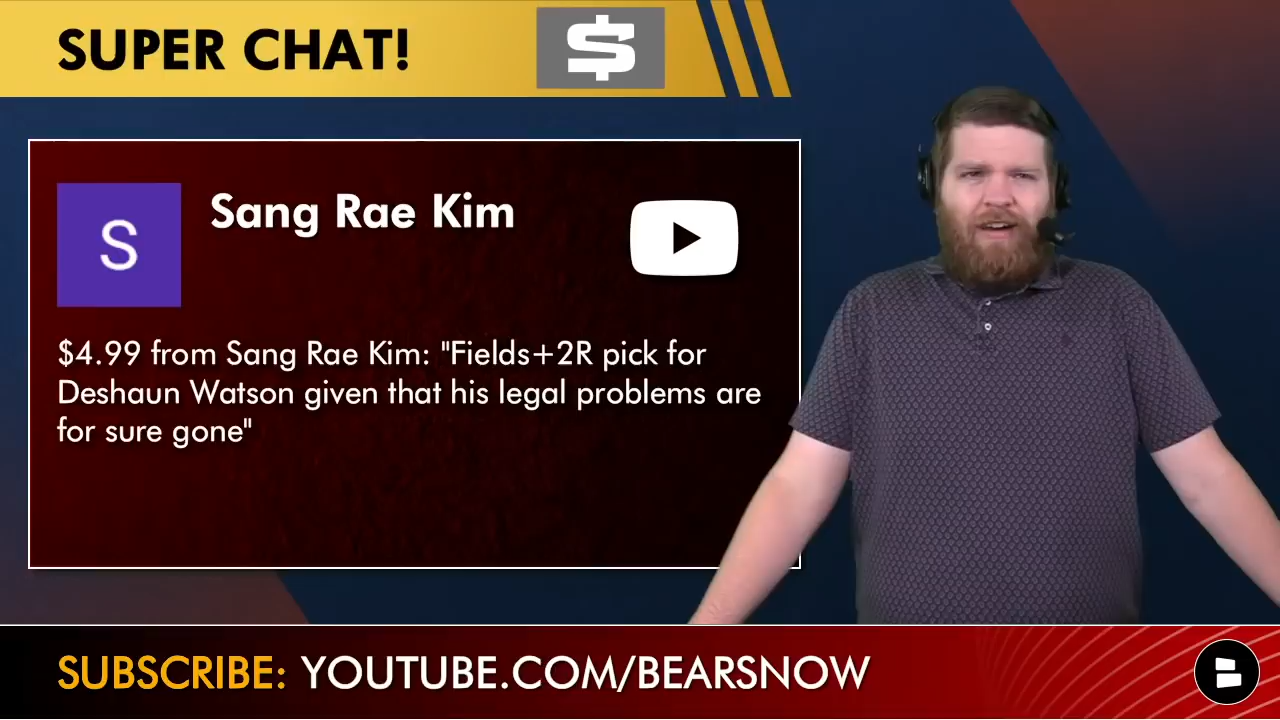 SUPER CHAT!
$
S
Sang Rae Kim
$4.99 from Sang Rae Kim: "Fields+2R pick for
Deshaun Watson given that his legal problems are
for sure gone"
SUBSCRIBE: YOUTUBE.COM/BEARSNOW